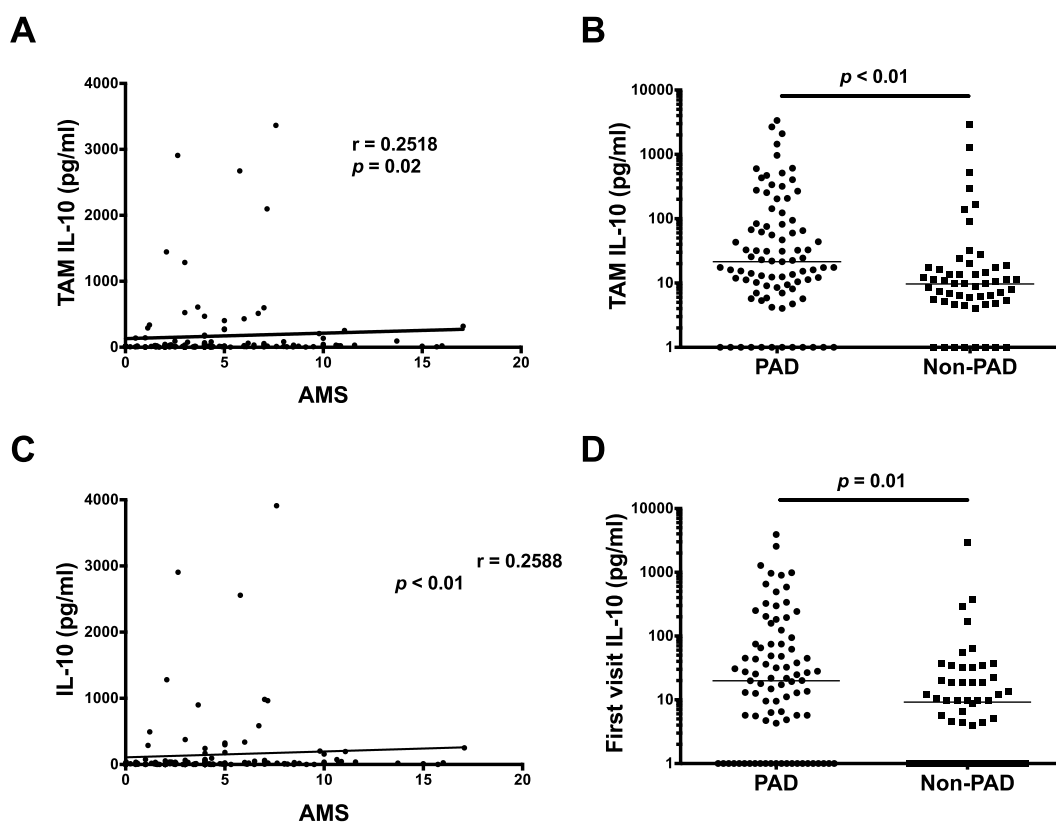 A
TAM IL-10 (pg/ml)
4000
3000
2000
1000
0
0
5
10
15
20
AMS
r = 0.2518
p = 0.02
B
TAM IL-10 (pg/ml)
10000
1000
100
10
1
p < 0.01
PAD
Non-PAD
C
IL-10 (pg/ml)
4000
3000
2000
1000
0
0
5
10
15
20
AMS
r = 0.2588
p < 0.01
D
First visit IL-10 (pg/ml)
10000
1000
100
10
1
p = 0.01
PAD
Non-PAD